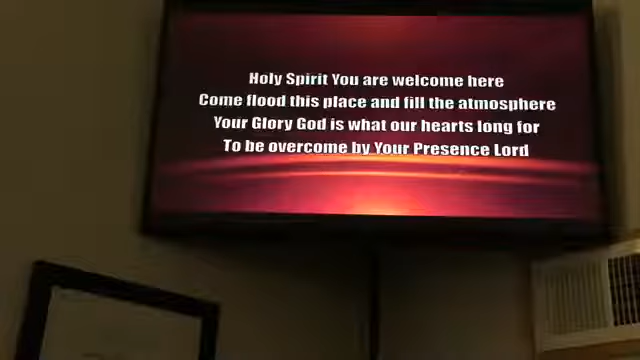 Holy Spirit You are welcome here
Come flood this place and fill the atmosphere
Your Glory God is what our hearts long for
To be overcome by Your Presence Lord